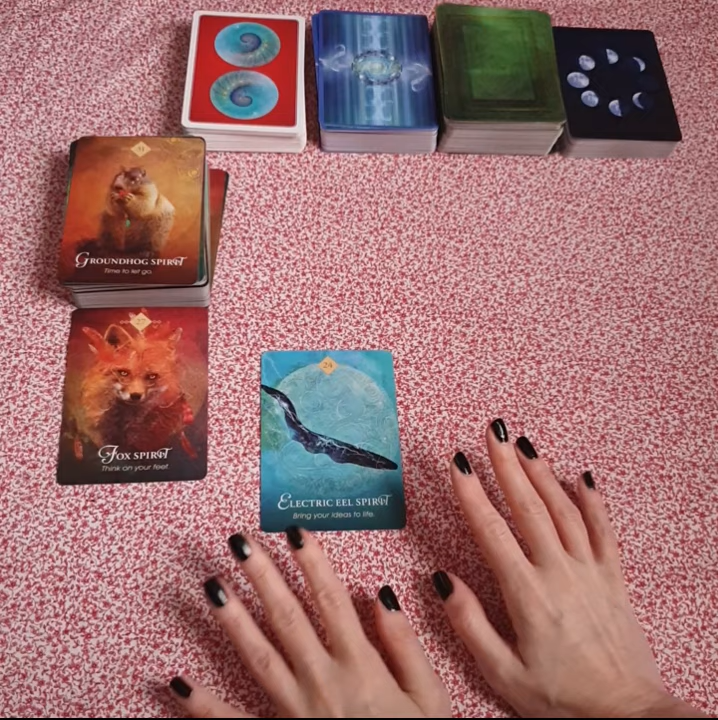 GROUNDHOG SPIRIT
Time to let go.
FOX SPIRIT
Think on your feet.
24
ELECTRIC EEL SPIRIT
Bring your ideas to life.